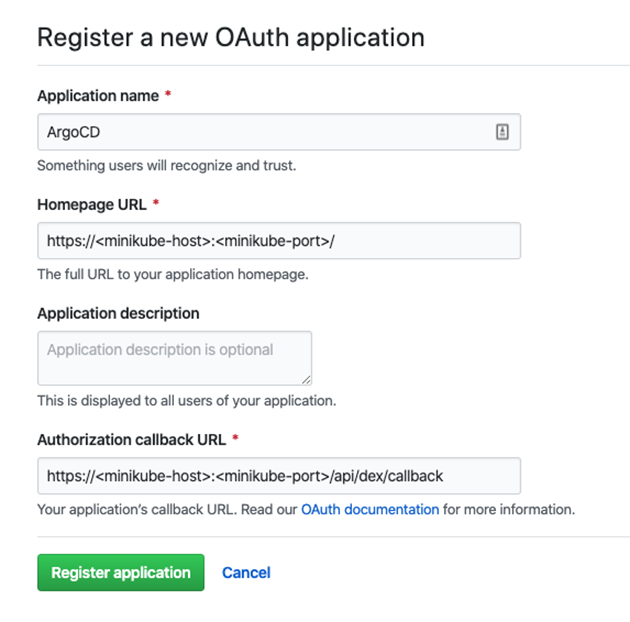 Register a new OAuth application
Application name *
ArgoCD
Something users will recognize and trust.
Homepage URL *
https://<minikube-host>:<minikube-port>/
The full URL to your application homepage.
Application description
Application description is optional
This is displayed to all users of your application.
Authorization callback URL *
https://<minikube-host>:<minikube-port>/api/dex/callback
Your application's callback URL. Read our OAuth documentation for more information.
Register application Cancel